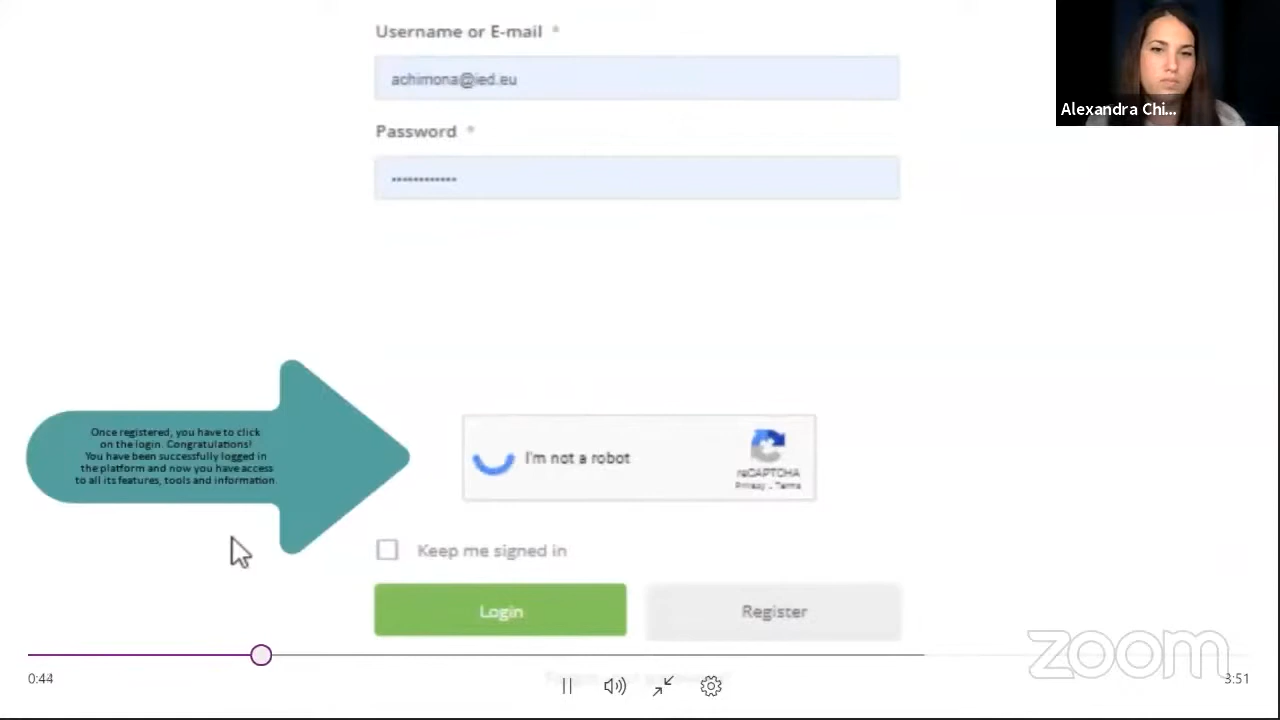 Username or E-mail *
achimona@ied.eu
Alexandra Chi...
Password *
••••••••••••
Once registered, you have to click
on the login. Congratulations!
You have been successfully logged in
the platform and now you have access
to all its features, tools and information
I'm not a robot
reCAPTCHA
Privacy - Terms
Keep me signed in
Login
Register
zoom
0:44
3:51